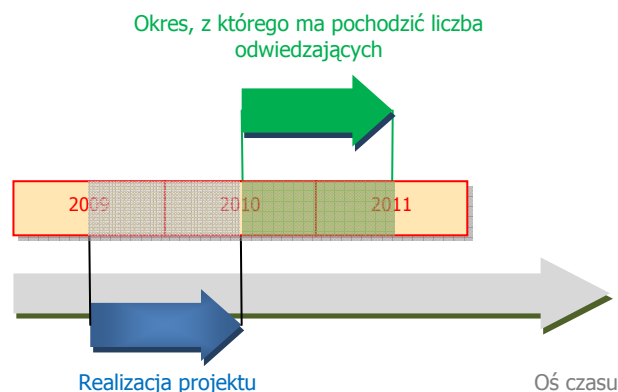 Okres, z którego ma pochodzić liczba
odwiedzających
2009 2010 2011
Realizacja projektu Oś czasu